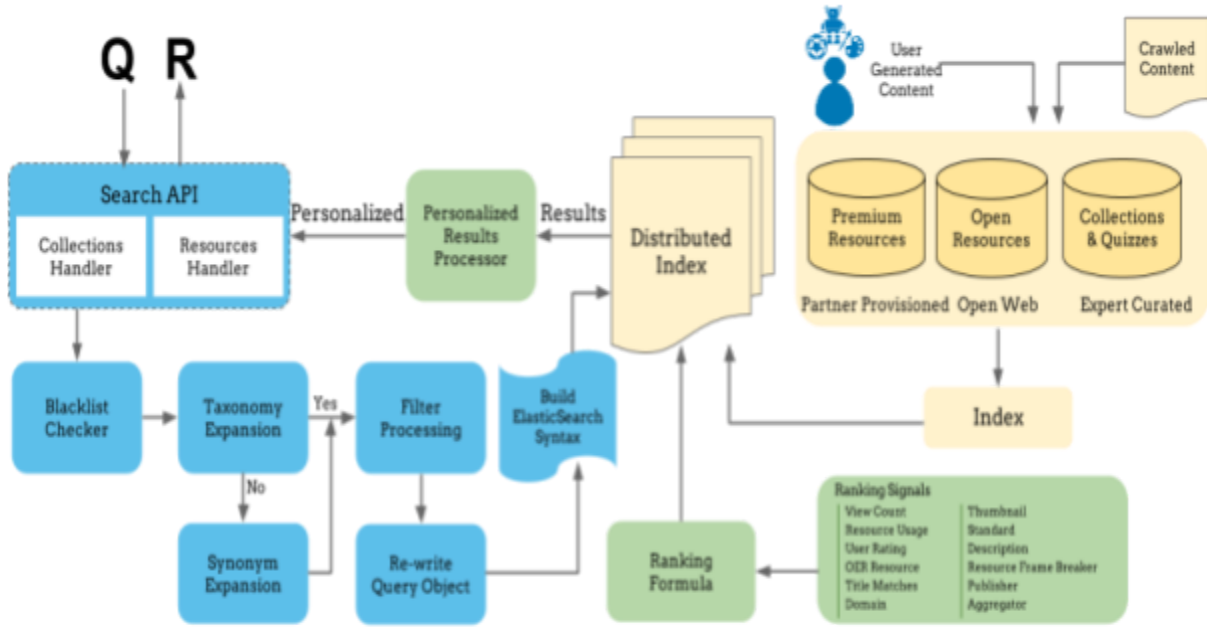 Q R
Search API
Collections
Handler
Resources
Handler
Personalized
Personalized
Results
Processor
Results
Distributed
Index
User
Generated
Content
Crawled
Content
Premium
Resources
Open
Resources
Collections
& Quizzes
Partner Provisioned
Open Web
Expert Curated
Index
Blacklist
Checker
Taxonomy
Expansion
Yes
No
Synonym
Expansion
Filter
Processing
Re-write
Query Object
Build
ElasticSearch
Syntax
Ranking
Formula
Ranking Signals
View Count
Resource Usage
User Rating
OER Resource
Title Matches
Domain
Thumbnail
Standard
Description
Resource Frame Breaker
Publisher
Aggregator